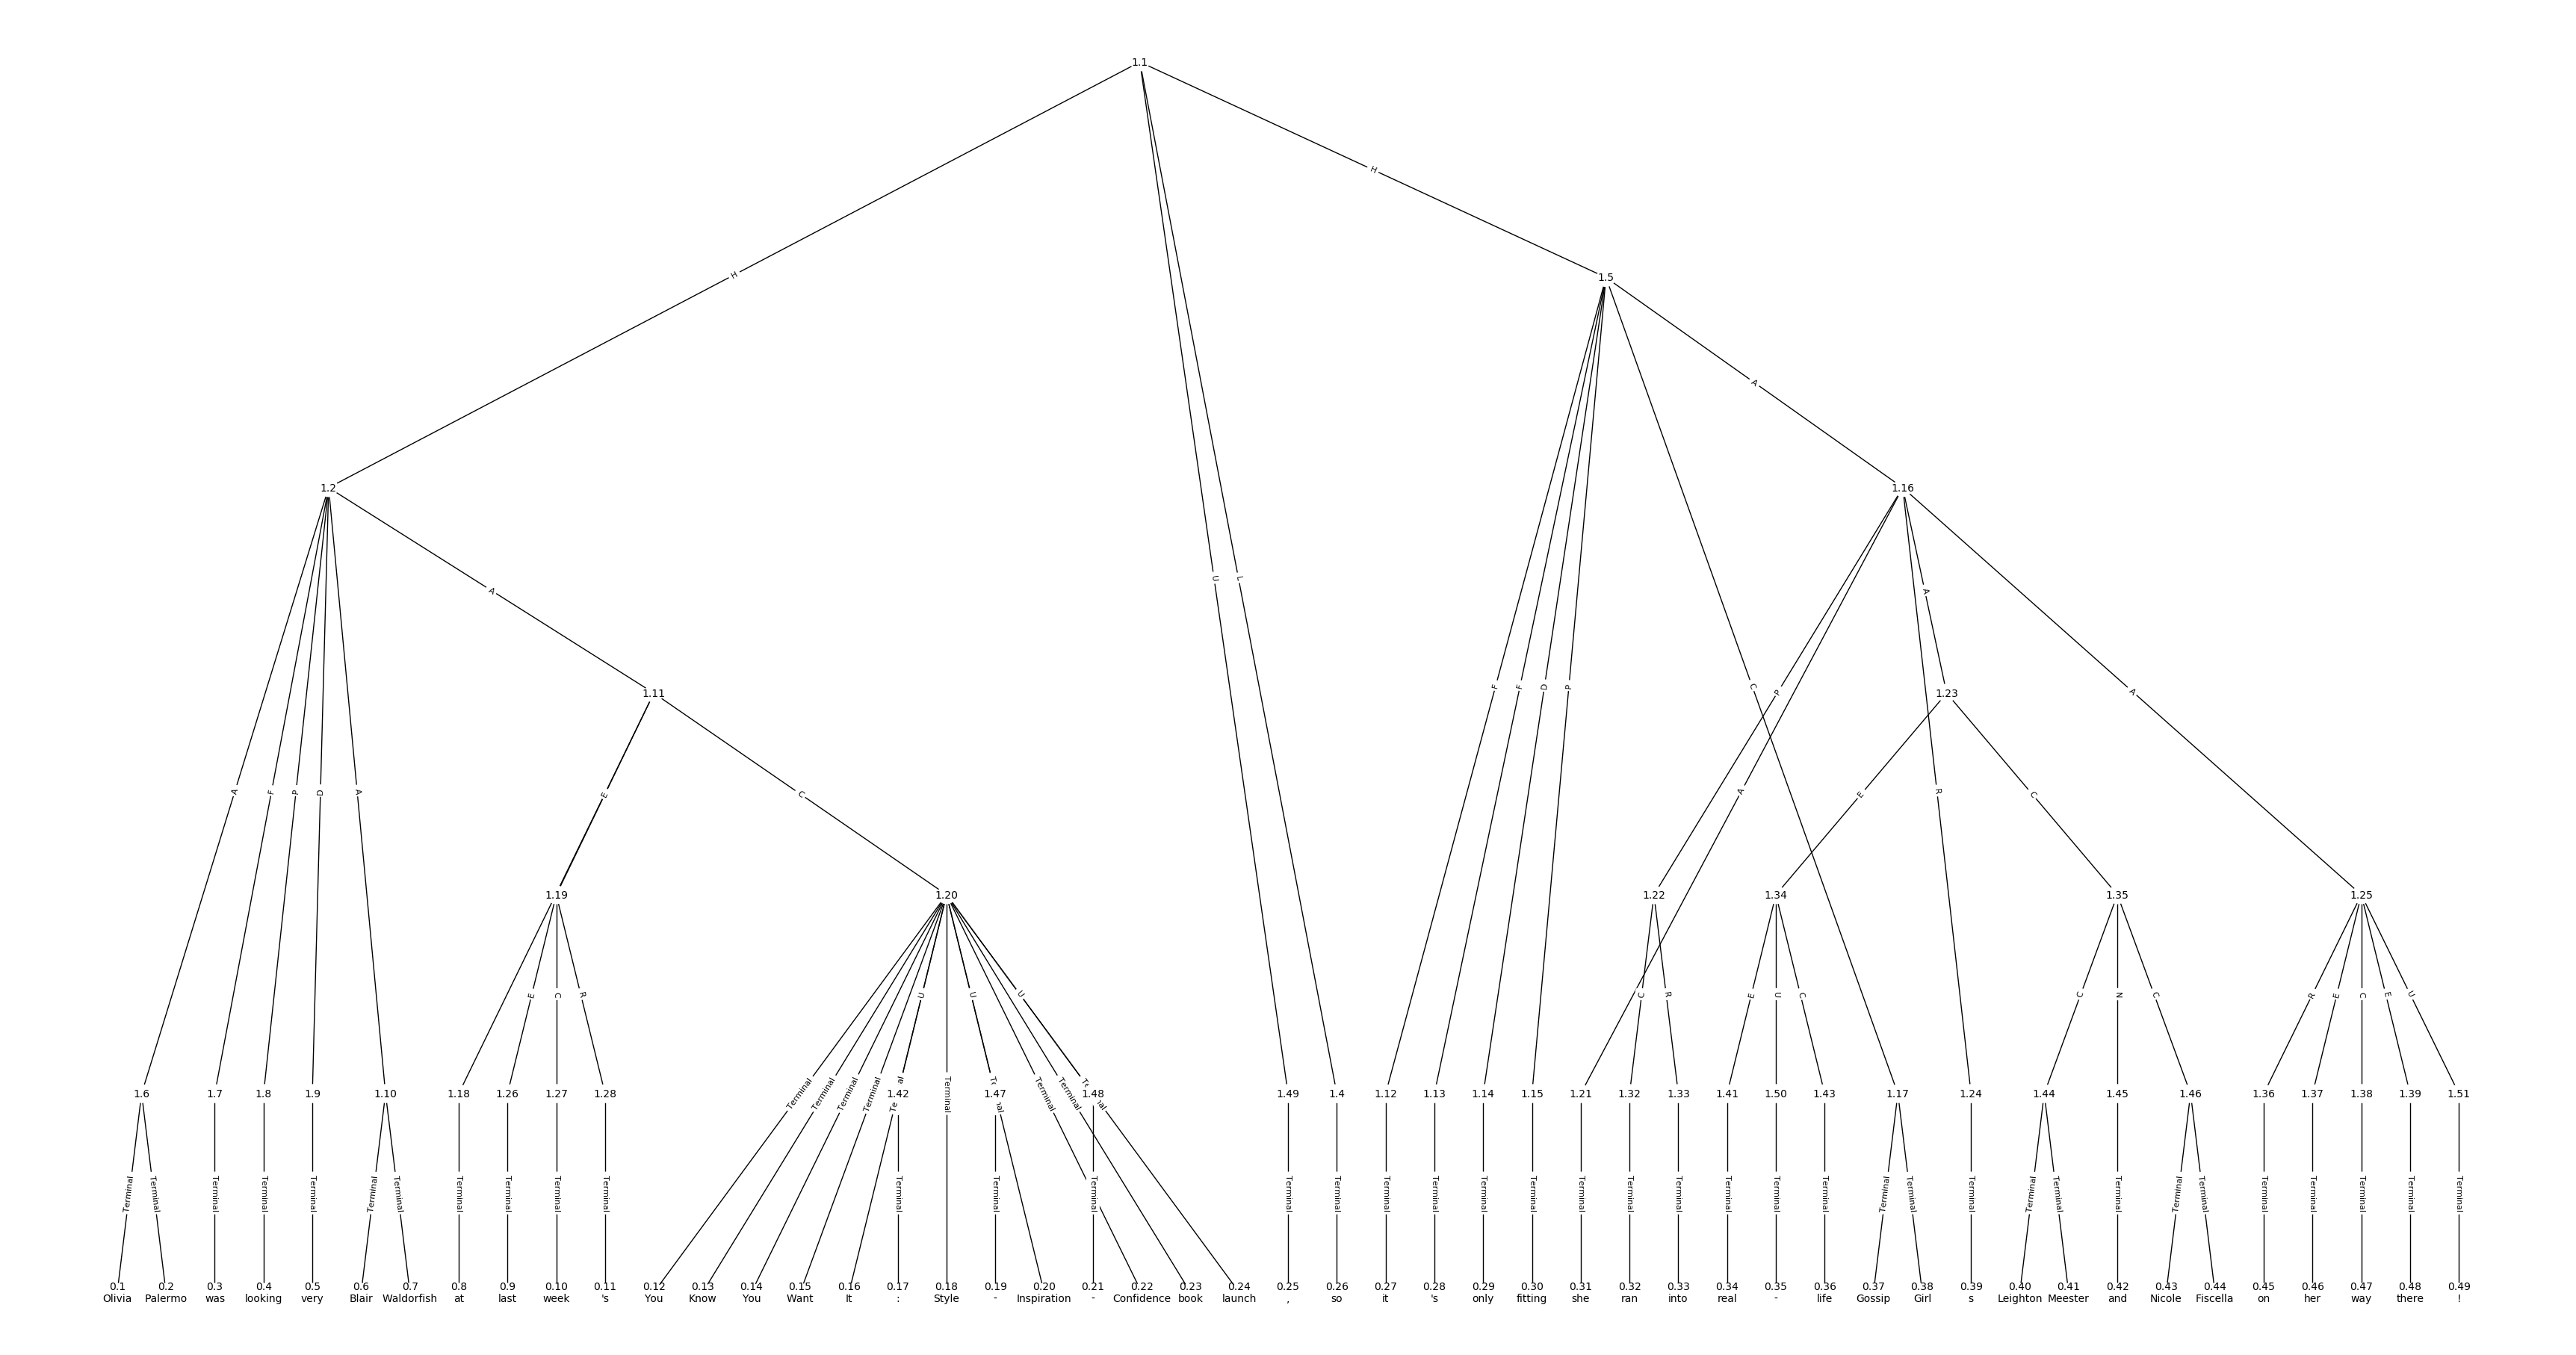 1.1
H
H
1.5
A
1.2
1.16
U
L
A
A
1.11
F
F
D
P
C
P
1.23
A
A
F
P
D
A
E
C
A
E
R
C
1.19
1.20
1.22
1.34
1.35
1.25
E
C
R
U
U
U
C
R
E
U
C
C
N
C
R
E
C
E
U
1.6
1.7
1.8
1.9
1.10
1.18
1.26
1.27
1.28
Terminal
Terminal
Terminal
Terminal
1.42
Terminal
1.47
Terminal
Terminal
1.48
1.49
1.4
1.12
1.13
1.14
1.15
1.21
1.32
1.33
1.41
1.50
1.43
1.17
1.24
1.44
1.45
1.46
1.36
1.37
1.38
1.39
1.51
Terminal Terminal Terminal Terminal Terminal Terminal Terminal Terminal Terminal Terminal Terminal Terminal Terminal Terminal Terminal Terminal Terminal Terminal Terminal Terminal Terminal Terminal Terminal Terminal Terminal Terminal Terminal Terminal Terminal Terminal Terminal Terminal Terminal Terminal Terminal Terminal Terminal Terminal Terminal
0.1 0.2 0.3 0.4 0.5 0.6 0.7 0.8 0.9 0.10 0.11 0.12 0.13 0.14 0.15 0.16 0.17 0.18 0.19 0.20 0.21 0.22 0.23 0.24 0.25 0.26 0.27 0.28 0.29 0.30 0.31 0.32 0.33 0.34 0.35 0.36 0.37 0.38 0.39 0.40 0.41 0.42 0.43 0.44 0.45 0.46 0.47 0.48 0.49
Olivia Palermo was looking very Blair Waldorfish at last week 's You Know You Want It : Style - Inspiration - Confidence book launch , so it 's only fitting she ran into real - life Gossip Girl s Leighton Meester and Nicole Fiscella on her way there !